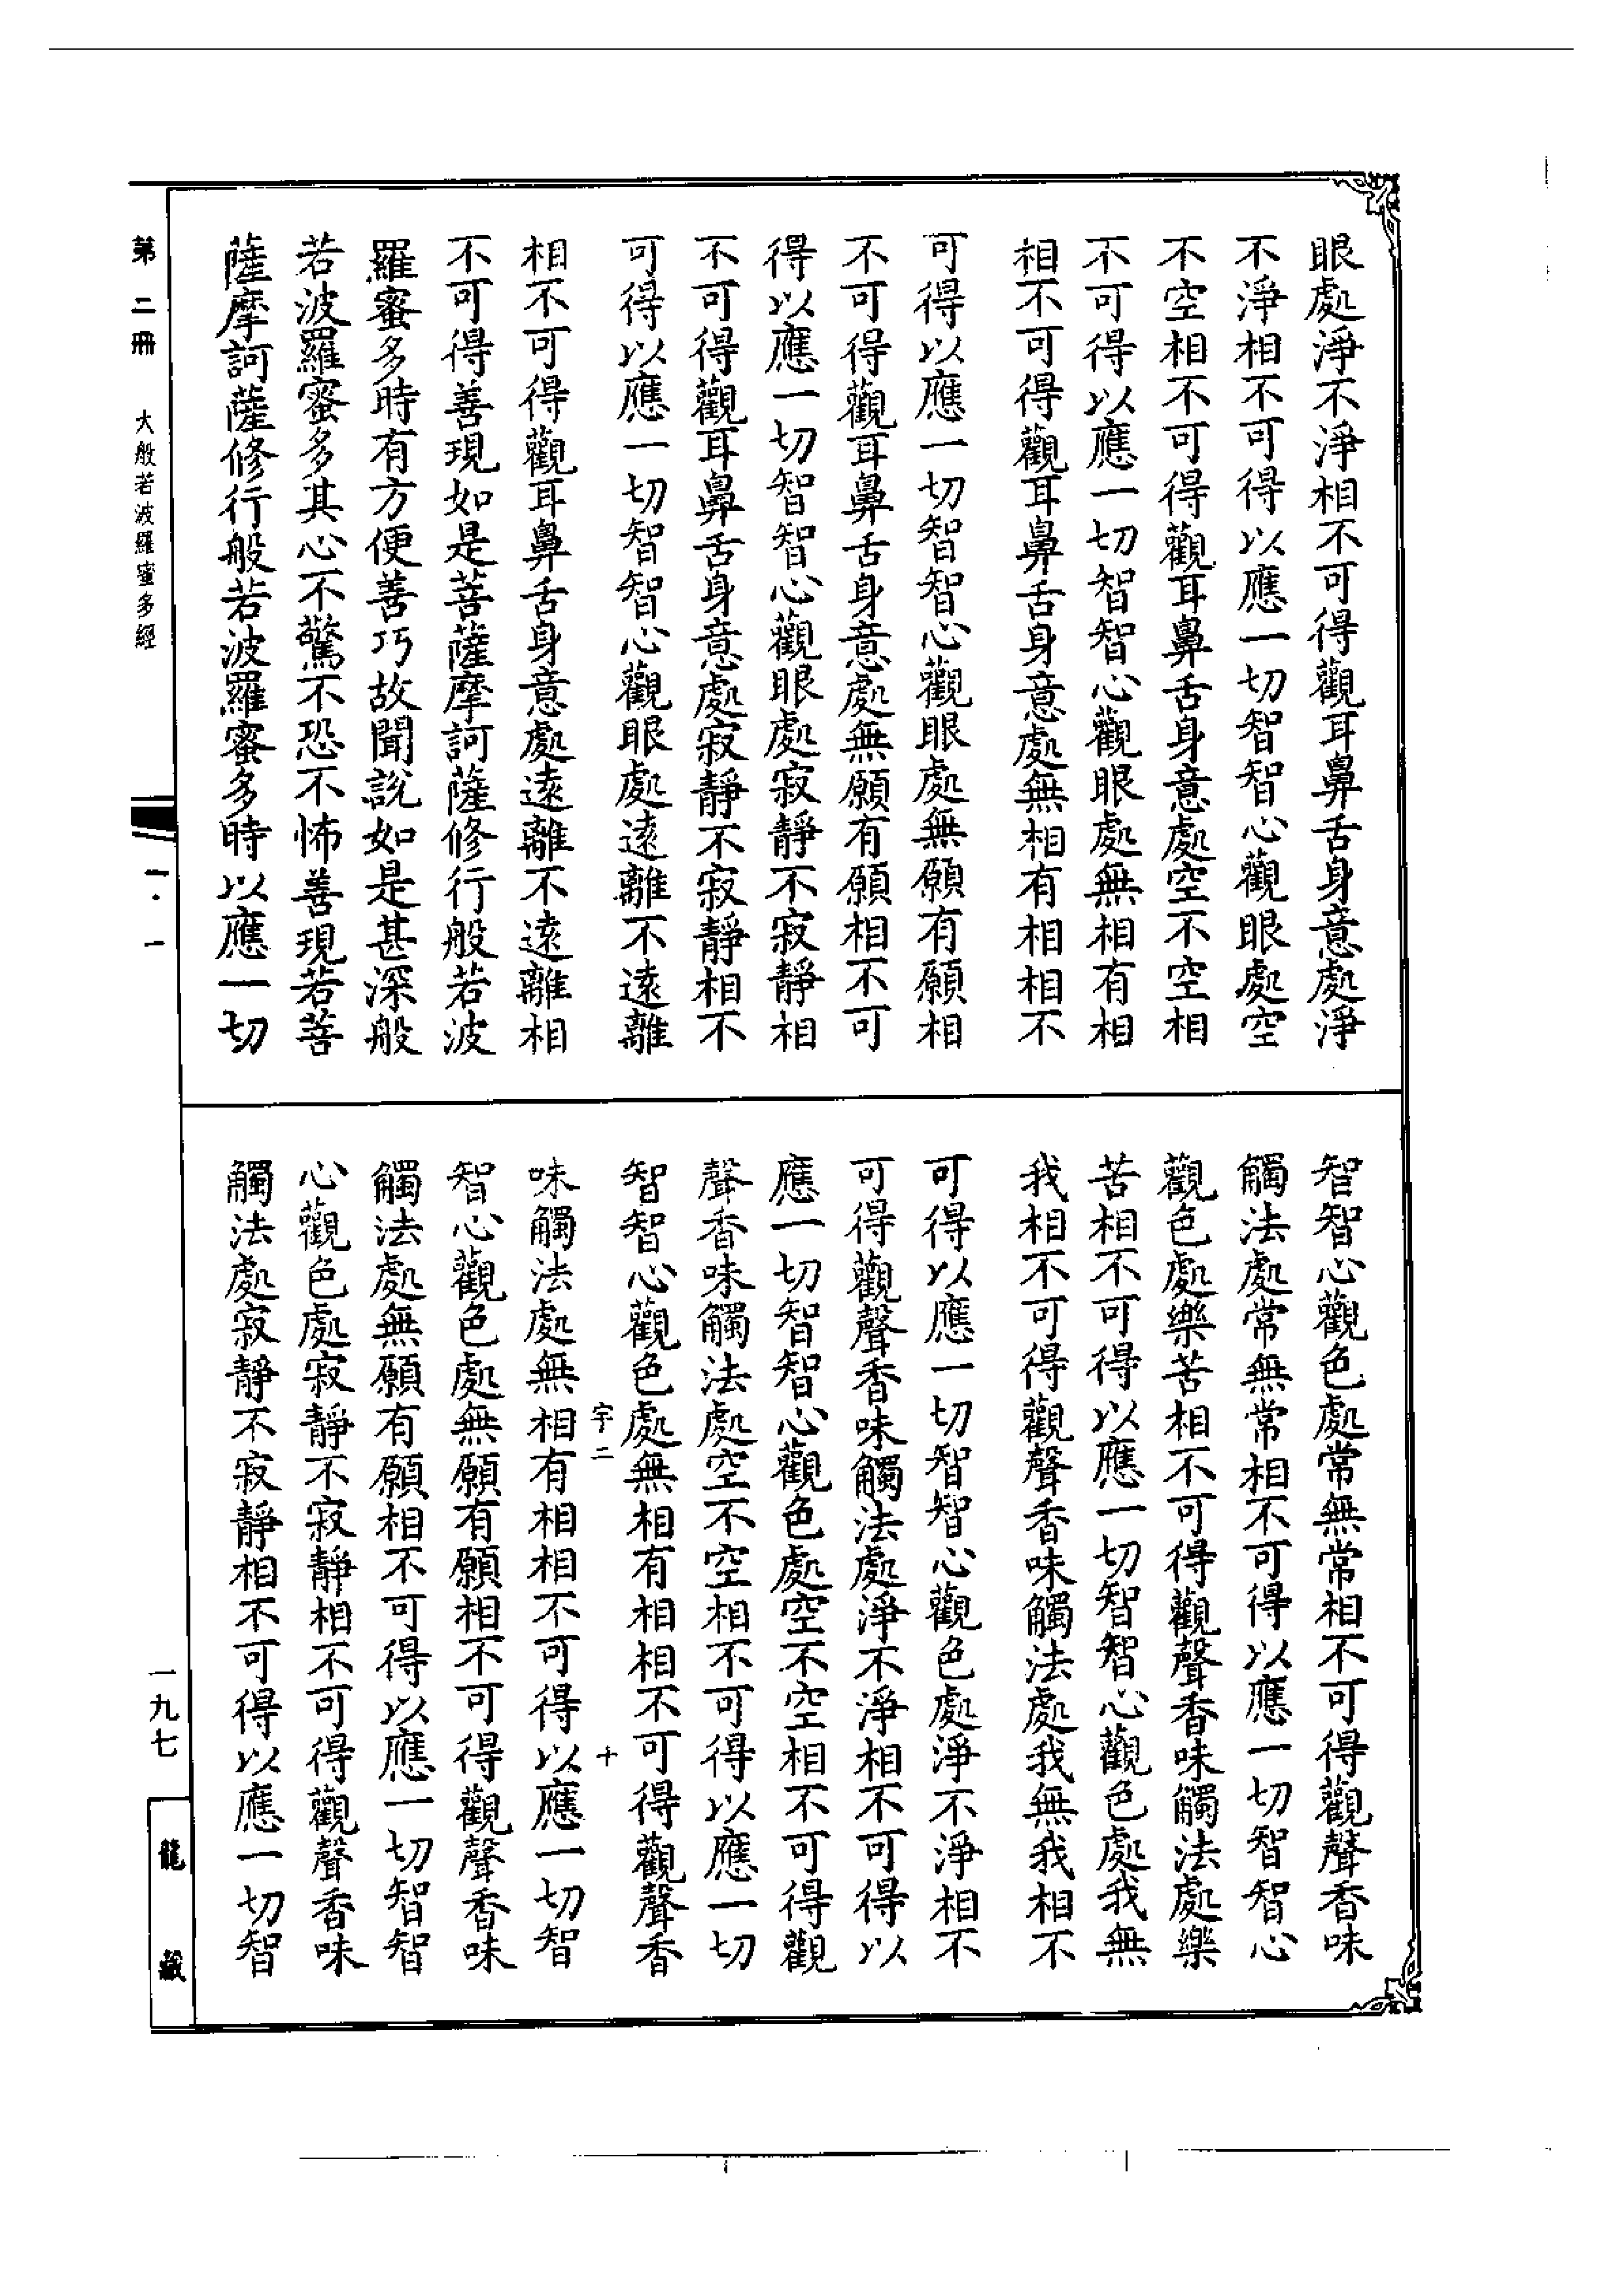 眼處淨不淨相不可得觀耳鼻舌身意處淨
不淨相不可得以應一切智智心觀眼處空
不空相不可得觀耳鼻舌身意處空不空相
不可得以應一切智智心觀眼處無相有相
相不可得觀耳鼻舌身意處無相有相相不
可得以應一切智智心觀眼處無願有願相
不可得觀耳鼻舌身意處無願有願相不可
得以應一切智智心觀眼處寂靜不寂靜相
不可得觀耳鼻舌身意處寂靜不寂靜相不
可得以應一切智智心觀眼處遠離不遠離
相不可得觀耳鼻舌身意處遠離不遠離相
不可得善現如是菩薩摩訶薩修行般若波
羅蜜多時有方便善巧故聞說如是甚深般
若波羅蜜多其心不驚不恐不怖善現若菩
薩摩訶薩修行般若波羅蜜多時以應一切
智智心觀色處常無常相不可得觀聲香味
觸法處常無常相不可得以應一切智智心
觀色處樂苦相不可得觀聲香味觸法處樂
苦相不可得以應一切智智心觀色處我無
我相不可得觀聲香味觸法處我無我相不
可得以應一切智智心觀色處淨不淨相不
可得觀聲香味觸法處淨不淨相不可得以
應一切智智心觀色處空不空相不可得觀
聲香味觸法處空不空相不可得以應一切
智智心觀色處無相有相相不可得觀聲香
宇二 十
味觸法處無相有相相不可得以應一切智
智心觀色處無願有願相不可得觀聲香味
觸法處無願有願相不可得以應一切智智
心觀色處寂靜不寂靜相不可得觀聲香味
觸法處寂靜不寂靜相不可得以應一切智
第二冊 大般若波羅蜜多經 一·一
一九七
龍藏